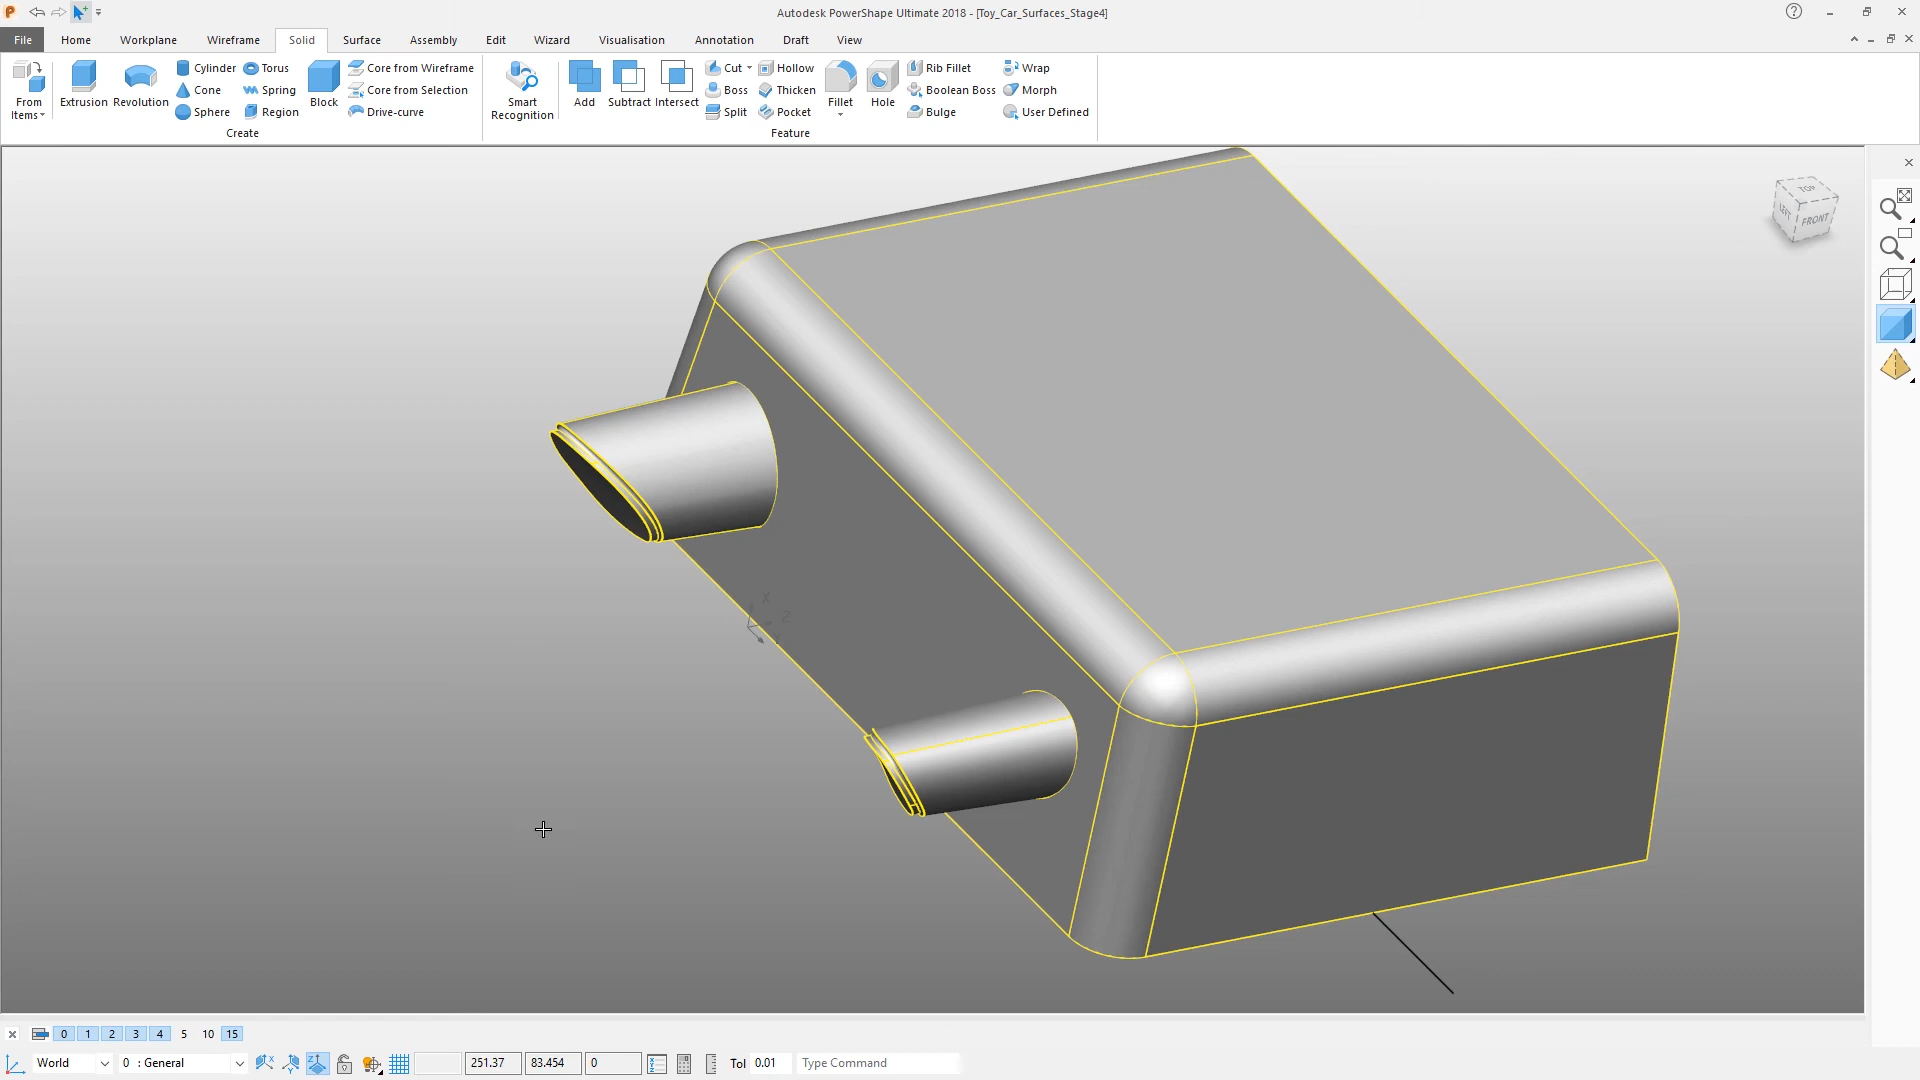 Autodesk PowerShape Ultimate 2018 - [Toy_Car_Surfaces_Stage4]
File Home Workplane Wireframe Solid Surface Assembly Edit Wizard Visualisation Annotation Draft View
From Items
Extrusion
Revolution
Cylinder
Cone
Sphere
Torus
Spring
Region
Block
Core from Wireframe
Core from Selection
Drive-curve
Create
Smart Recognition
Add
Subtract
Intersect
Cut
Boss
Split
Hollow
Thicken
Pocket
Fillet
Hole
Rib Fillet
Boolean Boss
Bulge
Wrap
Morph
User Defined
Feature
TOP
LEFT
FRONT
X
Z
Y
0 1 2 3 4 5 10 15
World 0 : General 251.37 83.454 0 Tol 0.01 Type Command